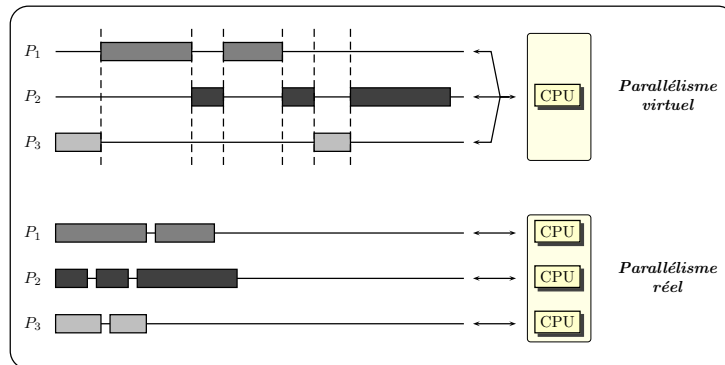 P₁
P₂
CPU
Parallélisme
virtuel
P₃
P₁
CPU
P₂
CPU
Parallélisme
réel
P₃
CPU